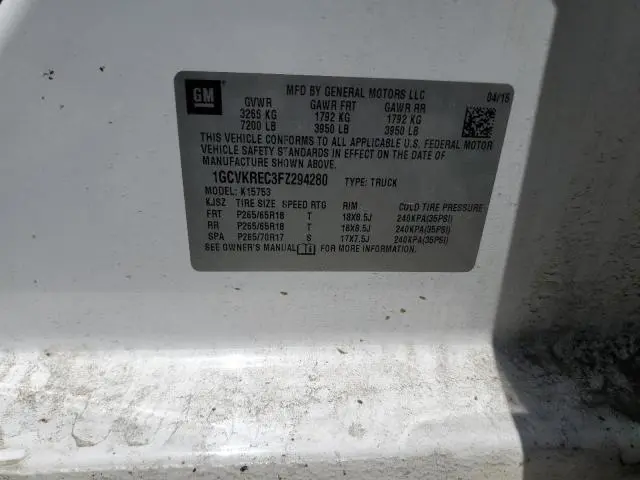 GM
MFD BY GENERAL MOTORS LLC
04/15
GVWR GAWR FRT GAWR RR
3265 KG 1792 KG 1792 KG
7200 LB 3950 LB 3950 LB
THIS VEHICLE CONFORMS TO ALL APPLICABLE U.S. FEDERAL MOTOR
VEHICLE SAFETY STANDARDS IN EFFECT ON THE DATE OF
MANUFACTURE SHOWN ABOVE.
1GCVKREC3FZ294280 TYPE: TRUCK
MODEL: K15753
KJSZ TIRE SIZE SPEED RTG RIM COLD TIRE PRESSURE
FRT P265/65R18 T 18X8.5J 240KPA(35PSI)
RR P265/65R18 T 18X8.5J 240KPA(35PSI)
SPA P265/70R17 S 17X7.5J 240KPA(35PSI)
SEE OWNER'S MANUAL FOR MORE INFORMATION.